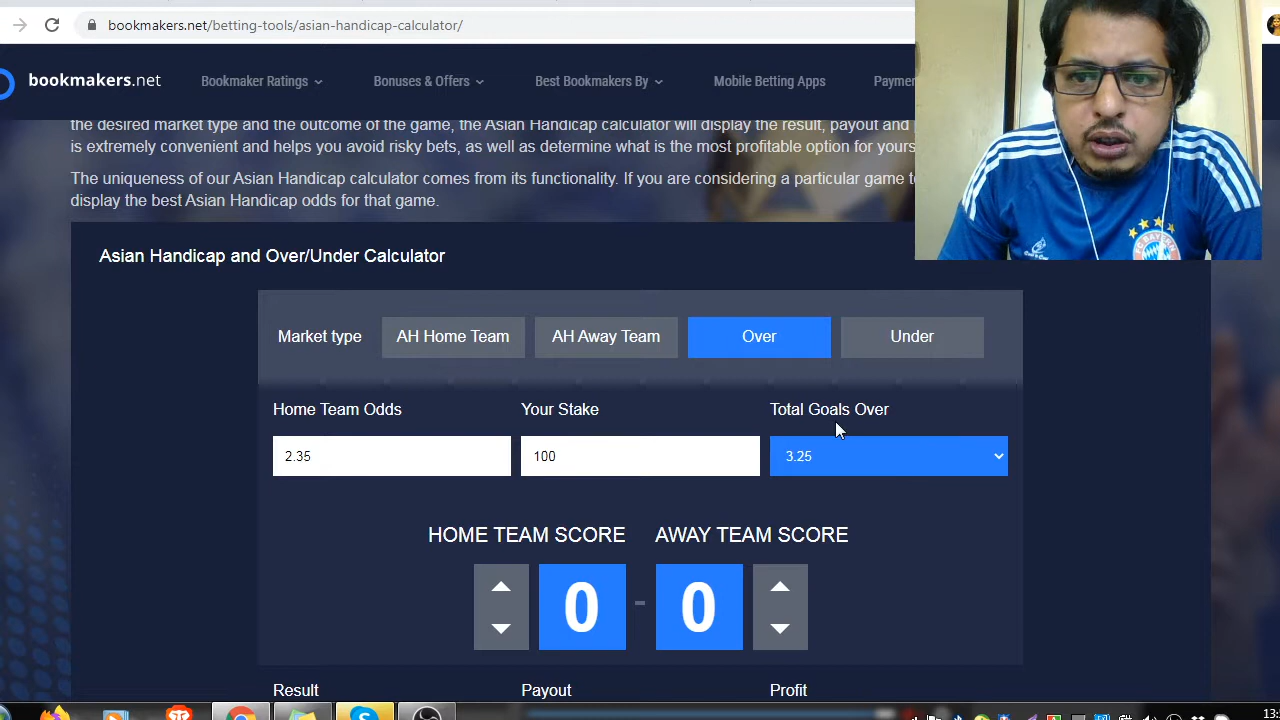 bookmakers.net/betting-tools/asian-handicap-calculator/
bookmakers.net Bookmaker Ratings Bonuses & Offers Best Bookmakers By Mobile Betting Apps
the desired market type and the outcome of the game, the Asian Handicap calculator will display the result, payout and
is extremely convenient and helps you avoid risky bets, as well as determine what is the most profitable option for
The uniqueness of our Asian Handicap calculator comes from its functionality. If you are considering a particular game
display the best Asian Handicap odds for that game.
Asian Handicap and Over/Under Calculator
Market type AH Home Team AH Away Team Over Under
Home Team Odds Your Stake Total Goals Over
2.35 100 3.25
HOME TEAM SCORE AWAY TEAM SCORE
0 - 0
Result Payout Profit